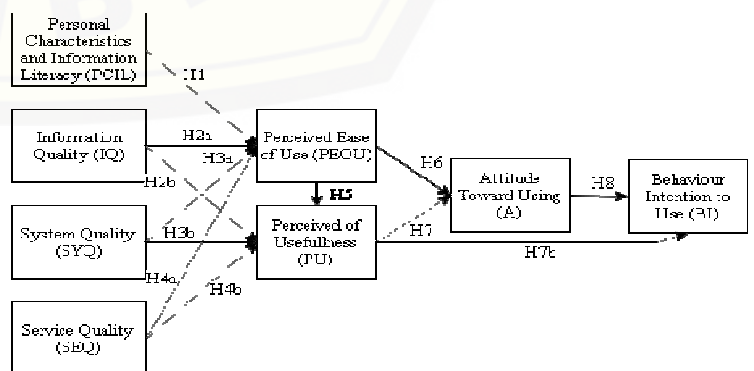 Personal
Characteristics
and Information
Literacy (PCIL)
H1
Information
Quality (IQ)
H2a
H3a
H2b
Perceived Ease
of Use (PEOU)
H6
H5
Attitude
Toward Using
(A)
H8
Behaviour
Intention to
Use (BI)
System Quality
(SYQ)
H3b
Perceived of
Usefullness
(PU)
H7
H7b
H4a
H4b
Service Quality
(SEQ)